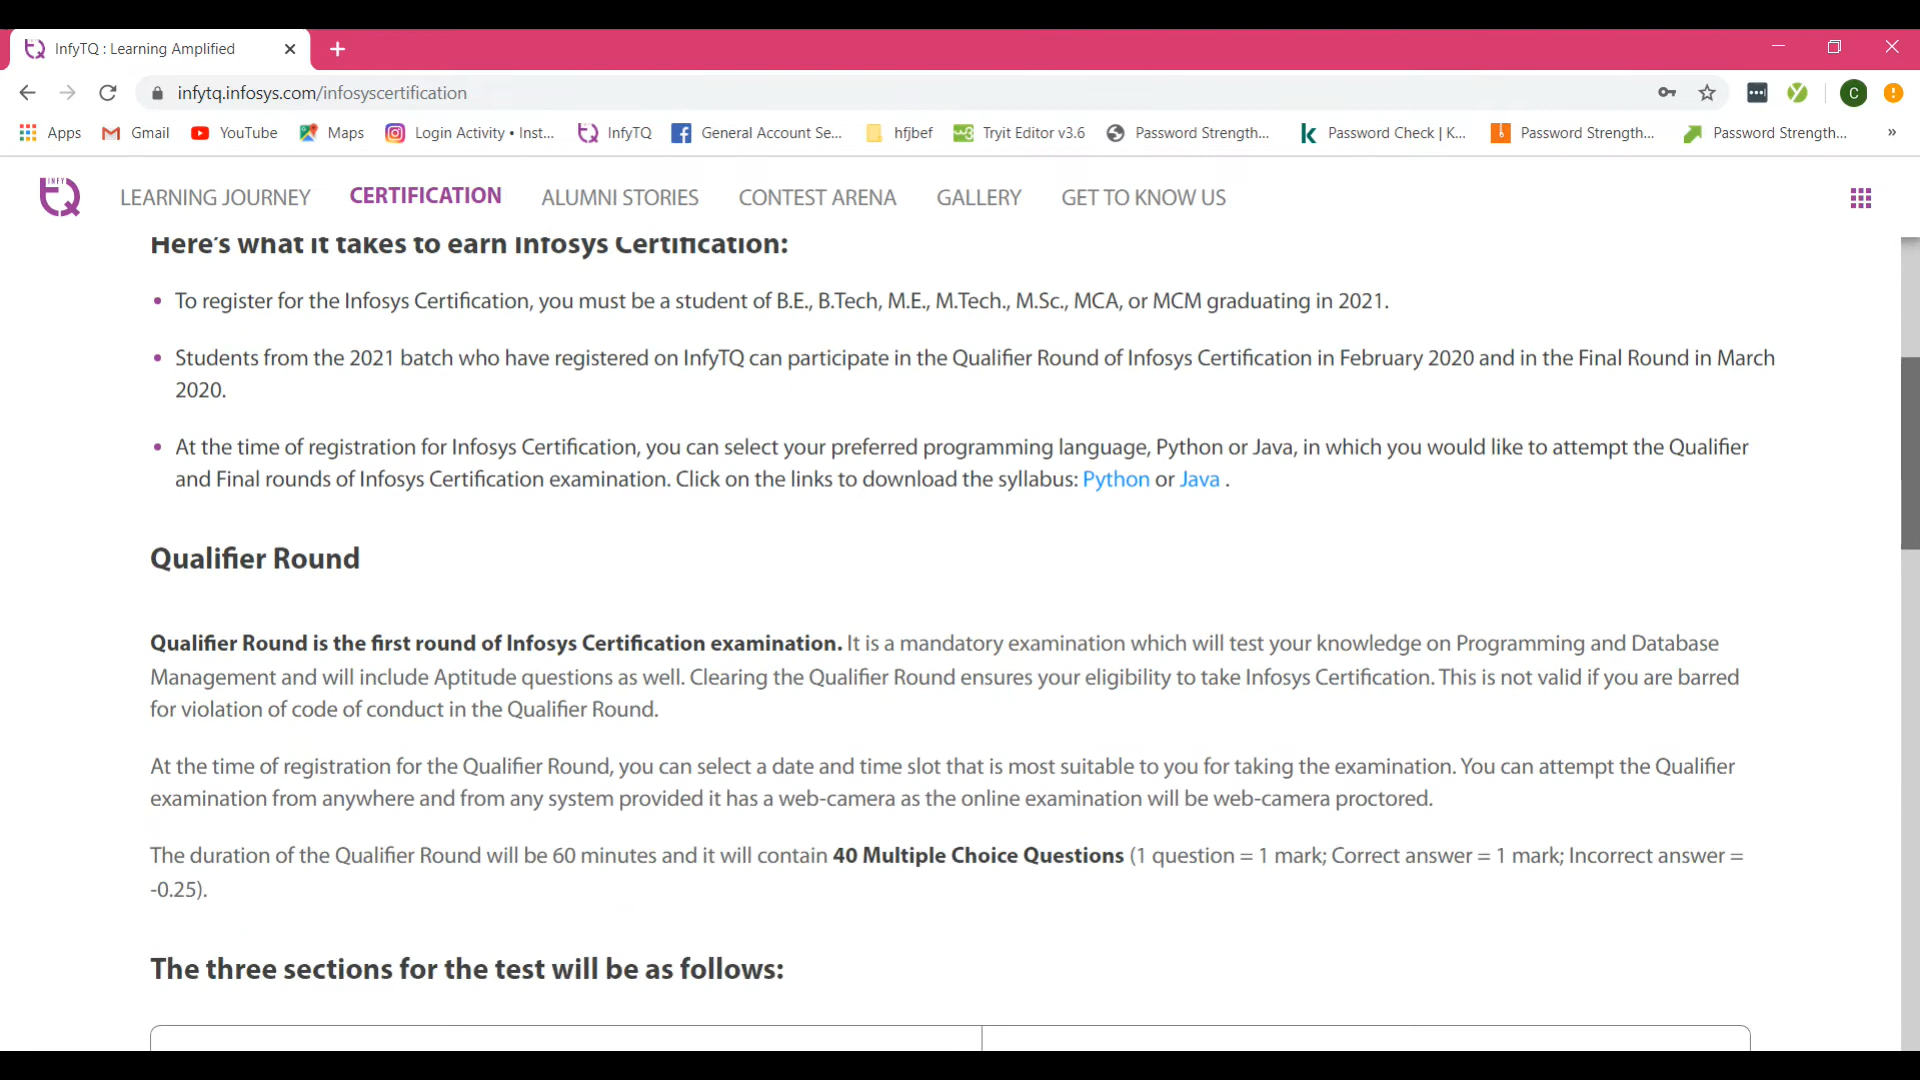 InfyTQ : Learning Amplified
infytq.infosys.com/infosyscertification
C
Apps Gmail YouTube Maps Login Activity • Inst... InfyTQ General Account Se... hfjbef Tryit Editor v3.6 Password Strength... Password Check | K... Password Strength... Password Strength... »
INFY TQ LEARNING JOURNEY CERTIFICATION ALUMNI STORIES CONTEST ARENA GALLERY GET TO KNOW US
Here's what it takes to earn Infosys Certification:
• To register for the Infosys Certification, you must be a student of B.E., B.Tech, M.E., M.Tech., M.Sc., MCA, or MCM graduating in 2021.
• Students from the 2021 batch who have registered on InfyTQ can participate in the Qualifier Round of Infosys Certification in February 2020 and in the Final Round in March
2020.
• At the time of registration for Infosys Certification, you can select your preferred programming language, Python or Java, in which you would like to attempt the Qualifier
and Final rounds of Infosys Certification examination. Click on the links to download the syllabus: Python or Java .
Qualifier Round
Qualifier Round is the first round of Infosys Certification examination. It is a mandatory examination which will test your knowledge on Programming and Database
Management and will include Aptitude questions as well. Clearing the Qualifier Round ensures your eligibility to take Infosys Certification. This is not valid if you are barred
for violation of code of conduct in the Qualifier Round.
At the time of registration for the Qualifier Round, you can select a date and time slot that is most suitable to you for taking the examination. You can attempt the Qualifier
examination from anywhere and from any system provided it has a web-camera as the online examination will be web-camera proctored.
The duration of the Qualifier Round will be 60 minutes and it will contain 40 Multiple Choice Questions (1 question = 1 mark; Correct answer = 1 mark; Incorrect answer =
-0.25).
The three sections for the test will be as follows: